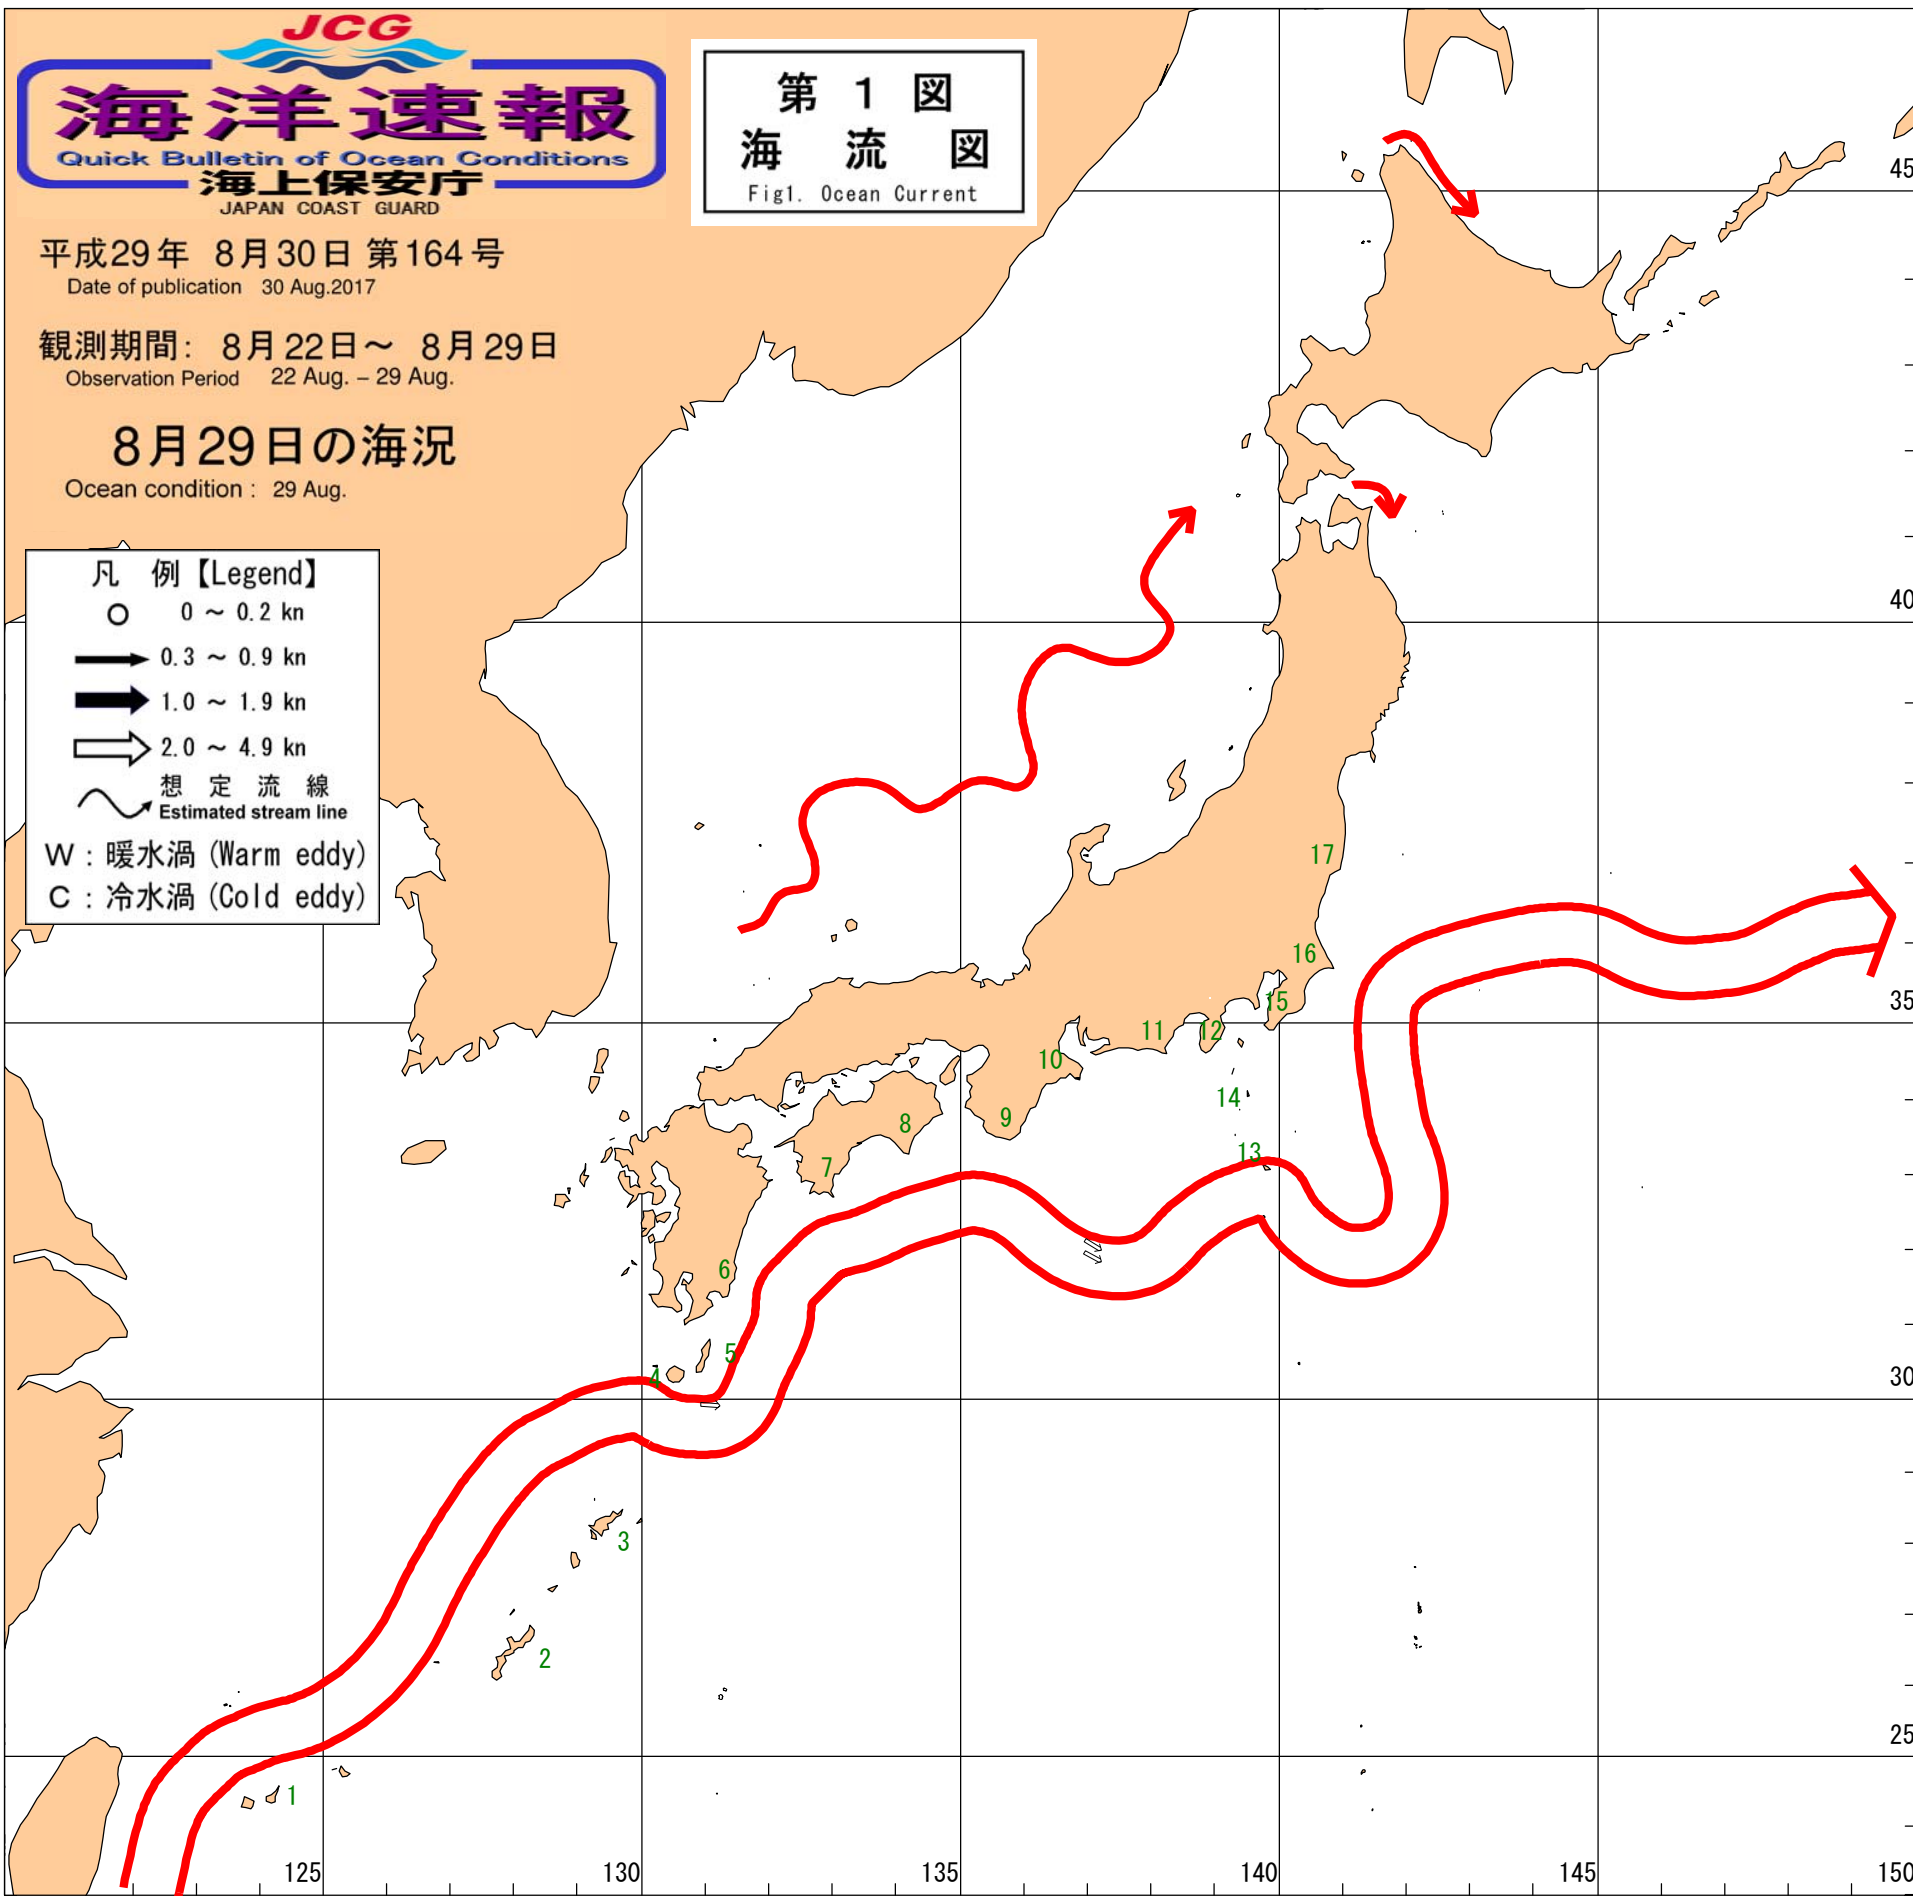 JCG
海洋速報
Quick Bulletin of Ocean Conditions
海上保安庁
JAPAN COAST GUARD
第 1 図
海 流 図
Fig1. Ocean Current
平成29年 8月30日 第164号
Date of publication 30 Aug.2017
観測期間: 8月22日～ 8月29日
Observation Period 22 Aug. – 29 Aug.
8月29日の海況
Ocean condition : 29 Aug.
凡 例【Legend】
0 ～ 0.2 kn
0.3 ～ 0.9 kn
1.0 ～ 1.9 kn
2.0 ～ 4.9 kn
想 定 流 線
Estimated stream line
W : 暖水渦 (Warm eddy)
C : 冷水渦 (Cold eddy)
45
40
17
16
35
15
11
12
10
14
9
8
13
7
6
5
4
30
3
2
25
1
125
130
135
140
145
150